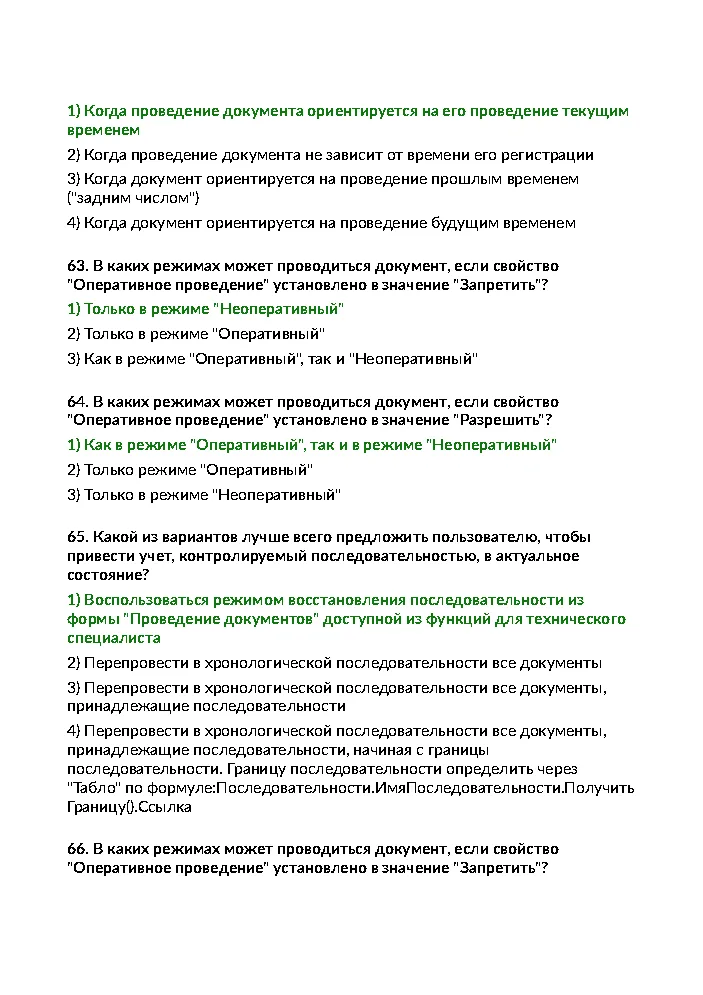 1) Когда проведение документа ориентируется на его проведение текущим
временем
2) Когда проведение документа не зависит от времени его регистрации
3) Когда документ ориентируется на проведение прошлым временем
("задним числом")
4) Когда документ ориентируется на проведение будущим временем
63. В каких режимах может проводиться документ, если свойство
"Оперативное проведение" установлено в значение "Запретить"?
1) Только в режиме "Неоперативный"
2) Только в режиме "Оперативный"
3) Как в режиме "Оперативный", так и "Неоперативный"
64. В каких режимах может проводиться документ, если свойство
"Оперативное проведение" установлено в значение "Разрешить"?
1) Как в режиме "Оперативный", так и в режиме "Неоперативный"
2) Только режиме "Оперативный"
3) Только в режиме "Неоперативный"
65. Какой из вариантов лучше всего предложить пользователю, чтобы
привести учет, контролируемый последовательностью, в актуальное
состояние?
1) Воспользоваться режимом восстановления последовательности из
формы "Проведение документов" доступной из функций для технического
специалиста
2) Перепровести в хронологической последовательности все документы
3) Перепровести в хронологической последовательности все документы,
принадлежащие последовательности
4) Перепровести в хронологической последовательности все документы,
принадлежащие последовательности, начиная с границы
последовательности. Границу последовательности определить через
"Табло" по формуле:Последовательности.ИмяПоследовательности.Получить
Границу().Ссылка
66. В каких режимах может проводиться документ, если свойство
"Оперативное проведение" установлено в значение "Запретить"?